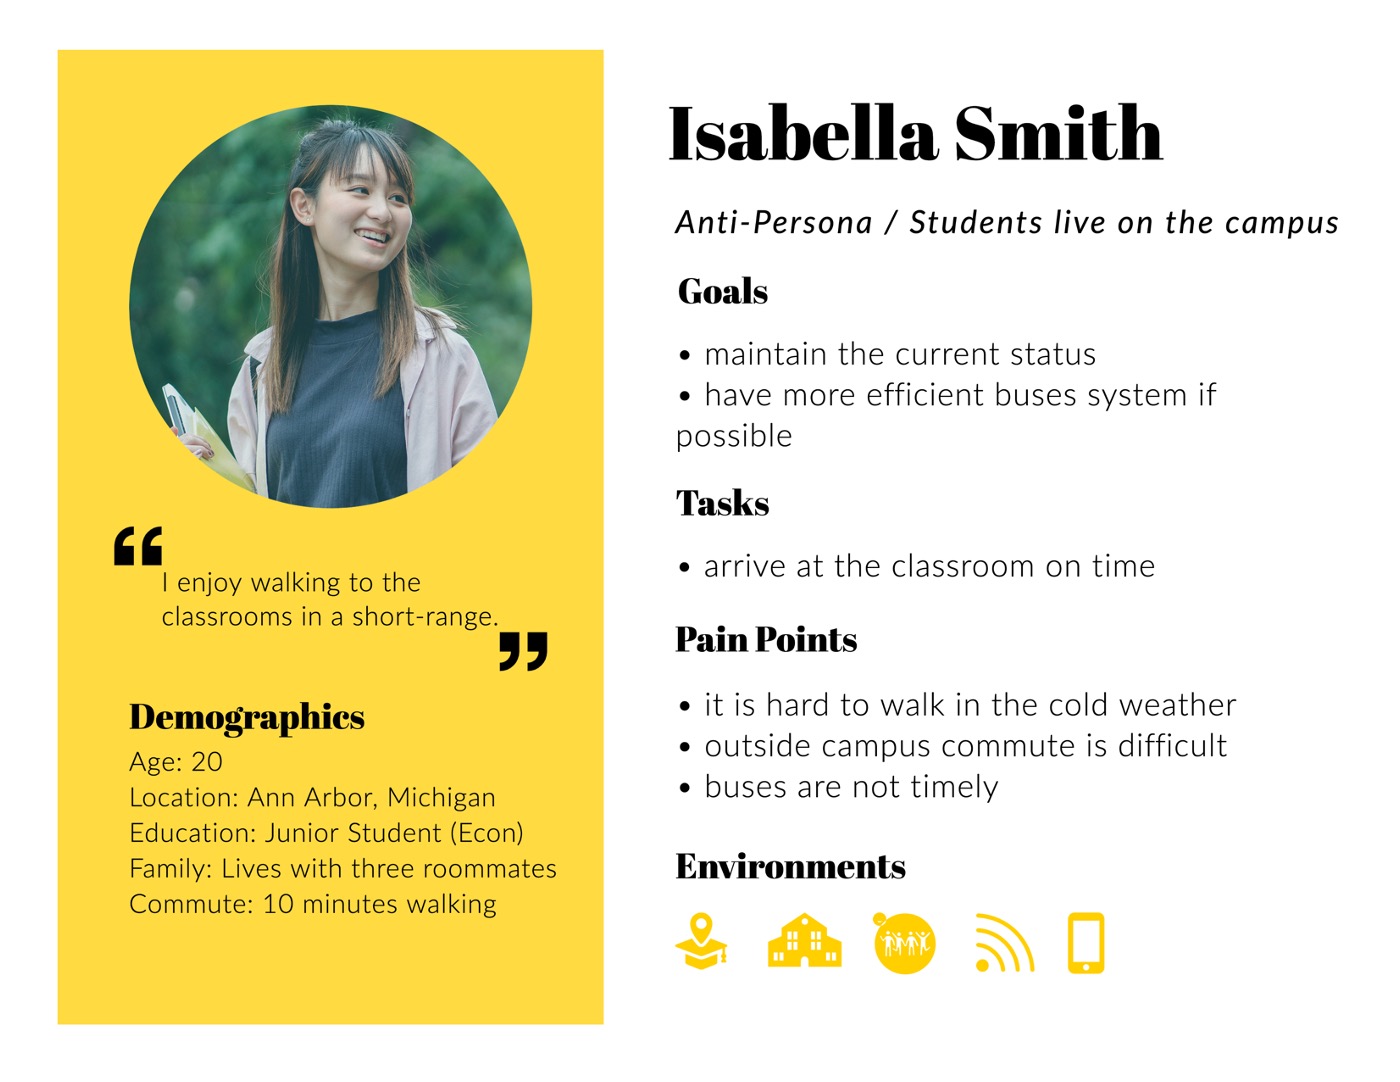 Isabella Smith
Anti-Persona / Students live on the campus
Goals
• maintain the current status
• have more efficient buses system if
possible
Tasks
• arrive at the classroom on time
Pain Points
• it is hard to walk in the cold weather
• outside campus commute is difficult
• buses are not timely
Environments
“
I enjoy walking to the
classrooms in a short-range.
”
Demographics
Age: 20
Location: Ann Arbor, Michigan
Education: Junior Student (Econ)
Family: Lives with three roommates
Commute: 10 minutes walking